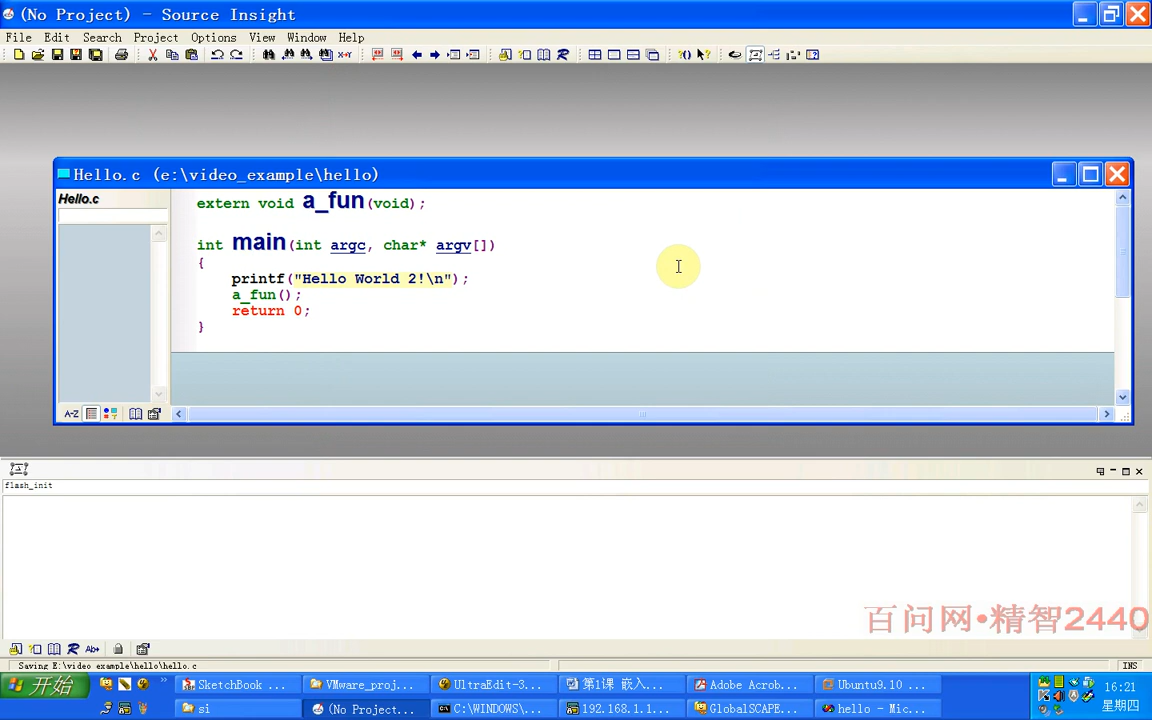 (No Project) - Source Insight
File Edit Search Project Options View Window Help
Hello.c (e:\video_example\hello)
Hello.c
extern void a_fun(void);
int main(int argc, char* argv[])
{
printf("Hello World 2!\n");
a_fun();
return 0;
}
A-Z
flash_init
百问网•精智2440
Saving E:\video_example\hello\hello.c
INS
开始
SketchBook ...
VMware_proj...
UltraEdit-3...
第1课 嵌入...
Adobe Acrob...
Ubuntu9.10 ...
16:21
si
(No Project...
C:\WINDOWS\...
192.168.1.1...
GlobalSCAPE...
hello - Mic...
星期四